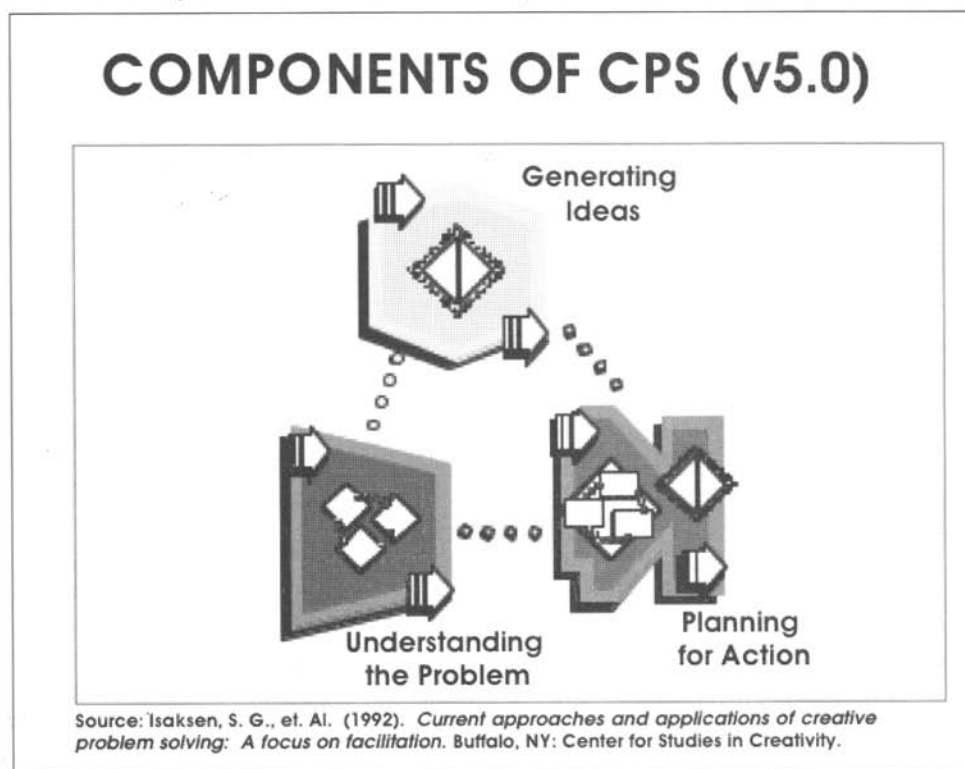 COMPONENTS OF CPS (v5.0)
Generating
Ideas
Understanding
the Problem
Planning
for Action
Source: Isaksen, S. G., et. Al. (1992). Current approaches and applications of creative
problem solving: A focus on facilitation. Buffalo, NY: Center for Studies in Creativity.